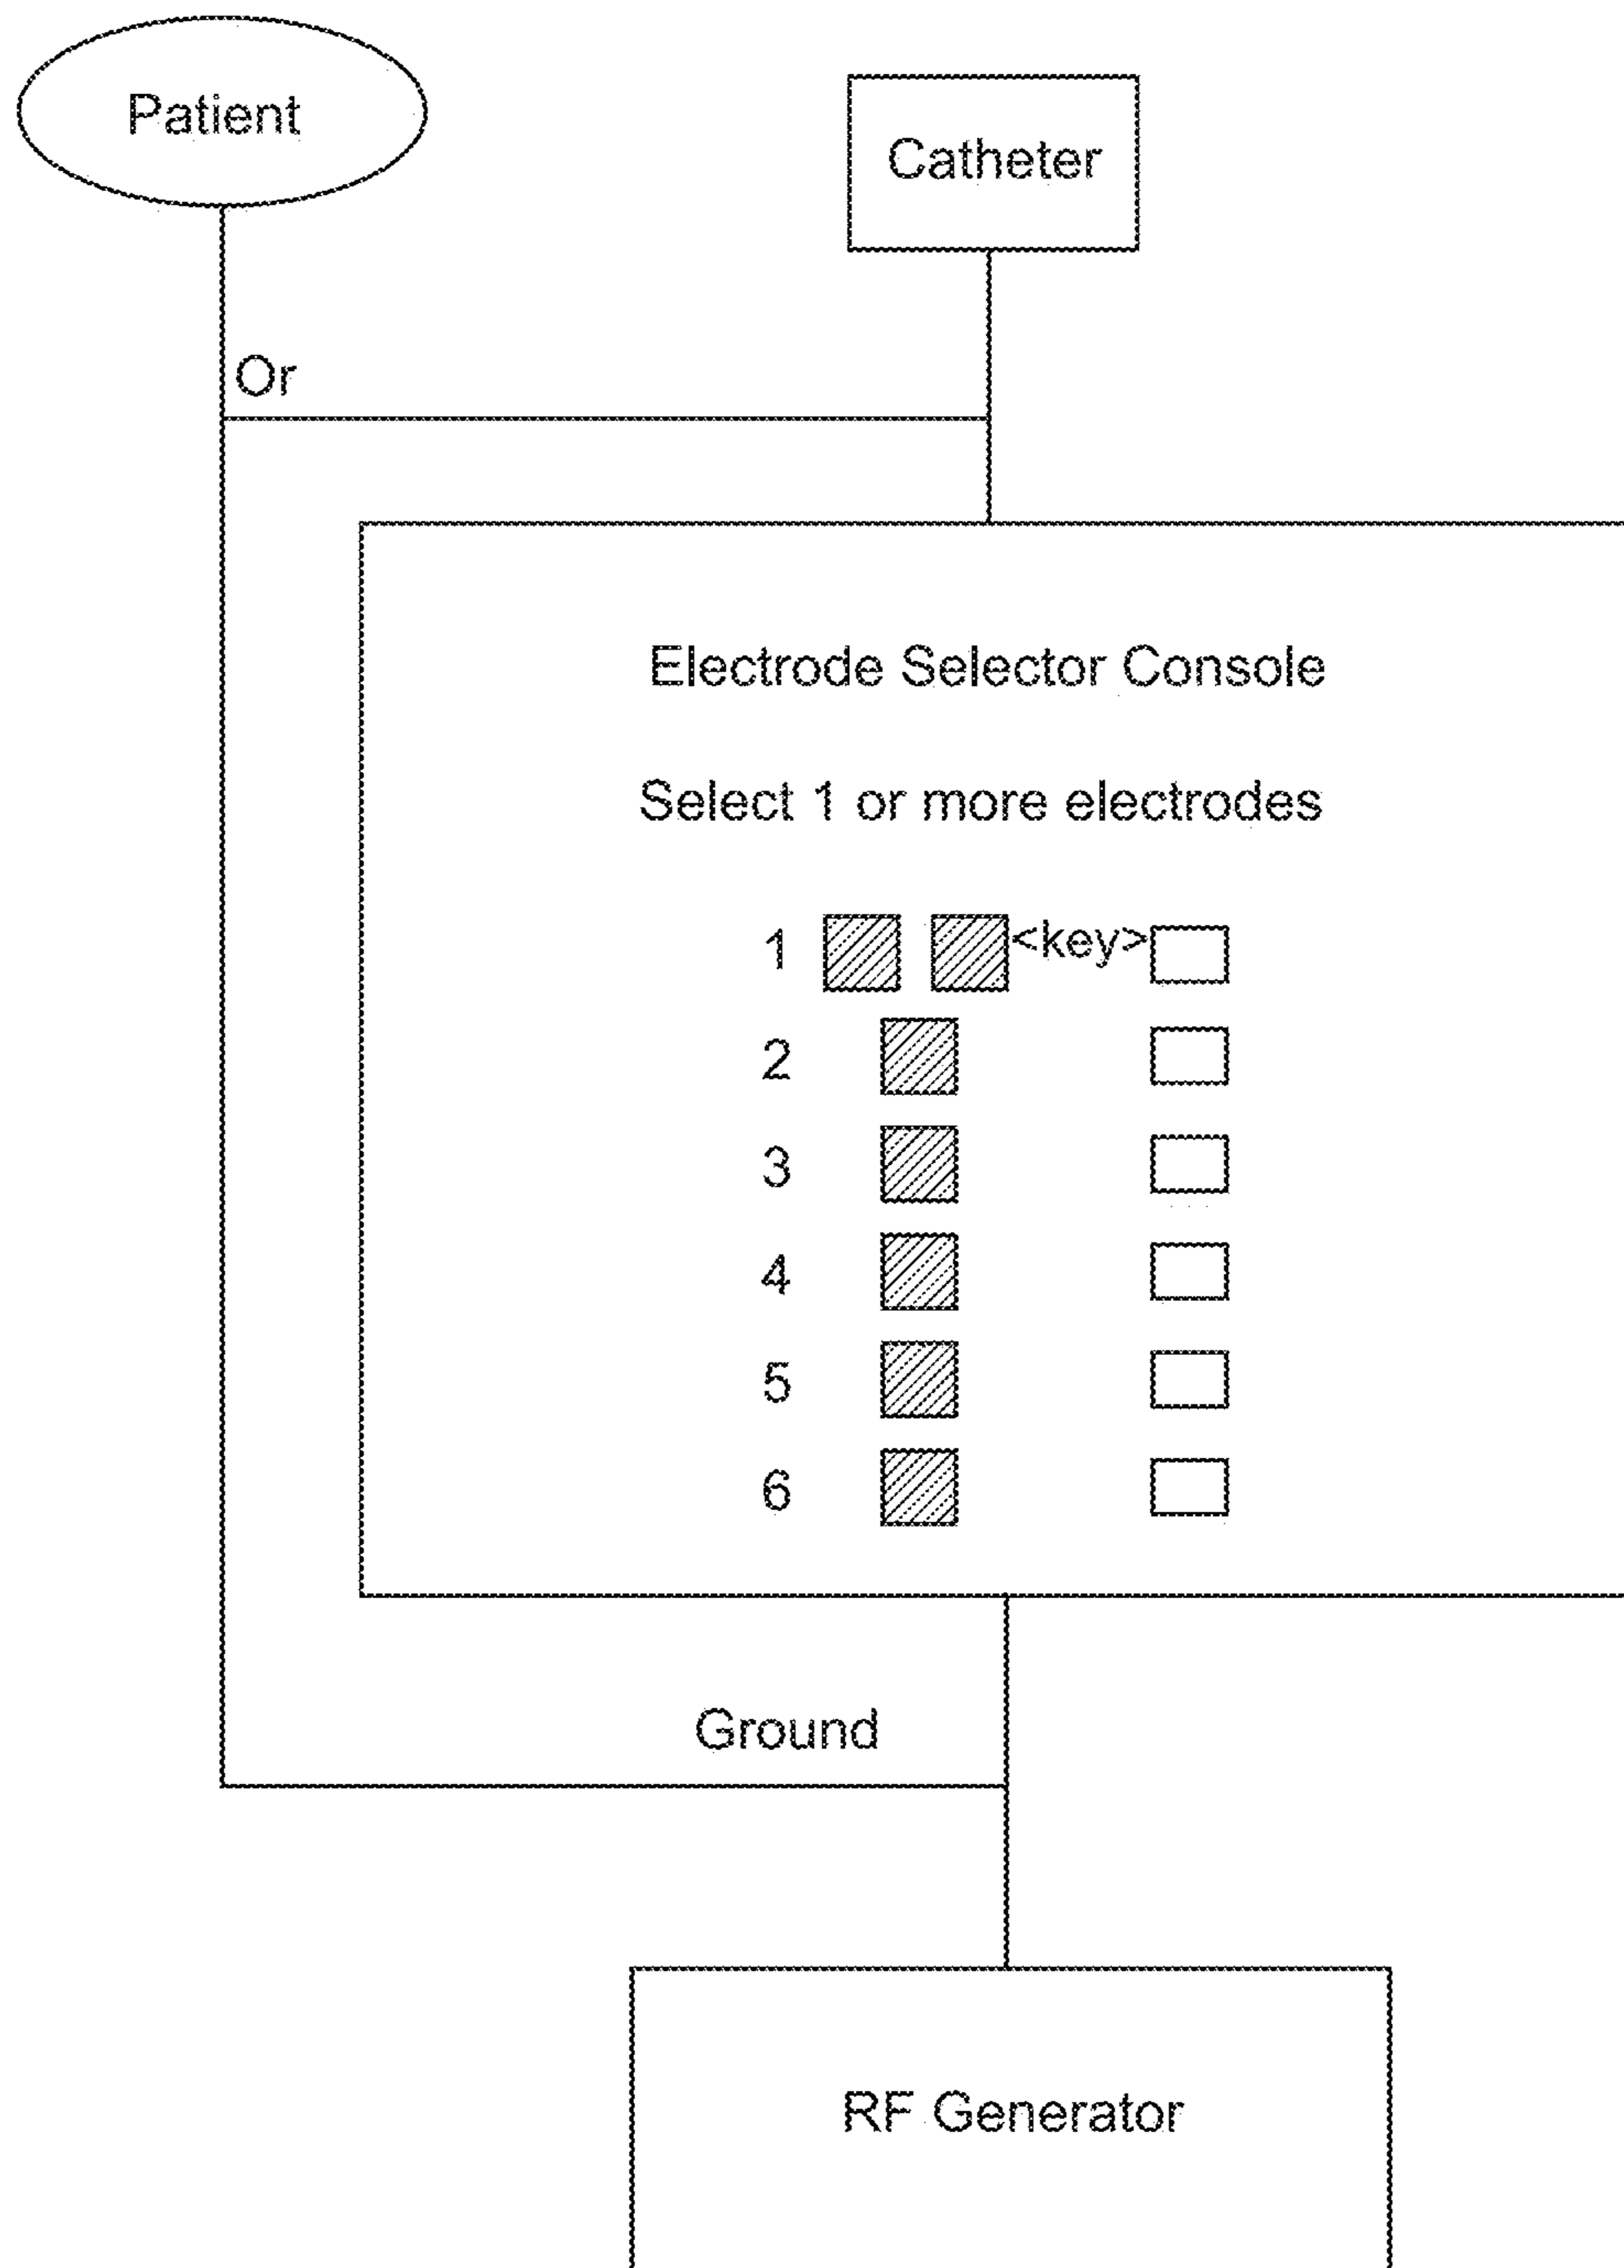 Patient
Catheter
Or
Electrode Selector Console
Select 1 or more electrodes
1 <key>
2
3
4
5
6
Ground
RF Generator